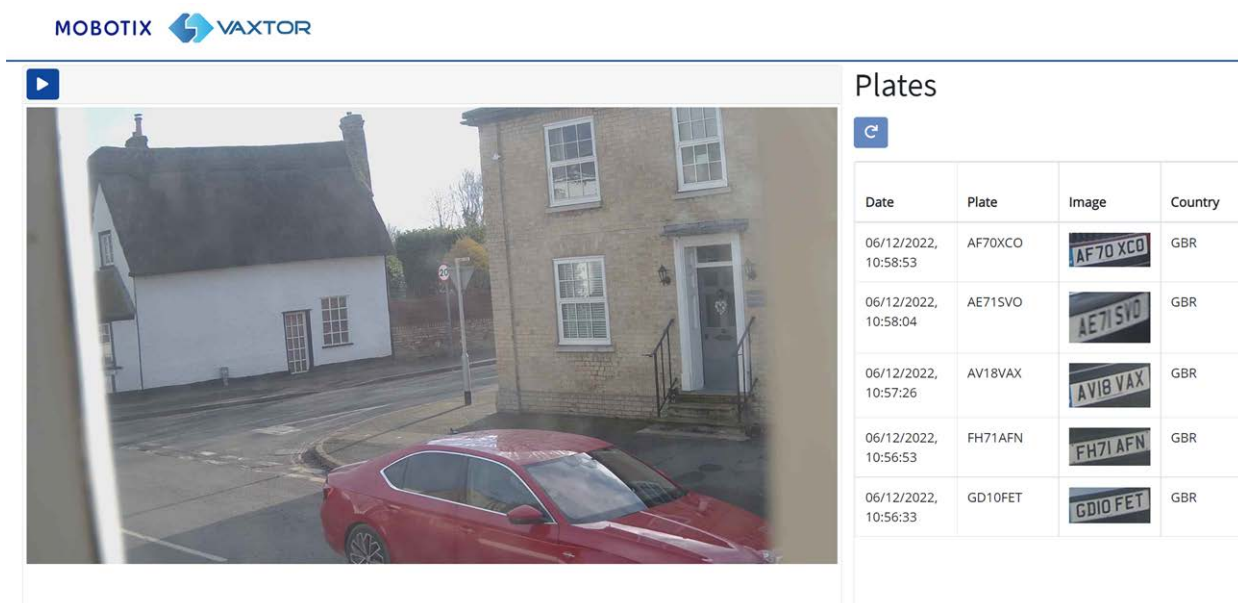 MOBOTIX VAXTOR
Plates
Date Plate Image Country
06/12/2022, AF70XCO AF70 XCO GBR
10:58:53
06/12/2022, AE71SVO AE71 SVO GBR
10:58:04
06/12/2022, AV18VAX AV18 VAX GBR
10:57:26
06/12/2022, FH71AFN FH71 AFN GBR
10:56:53
06/12/2022, GD10FET GD10 FET GBR
10:56:33
20